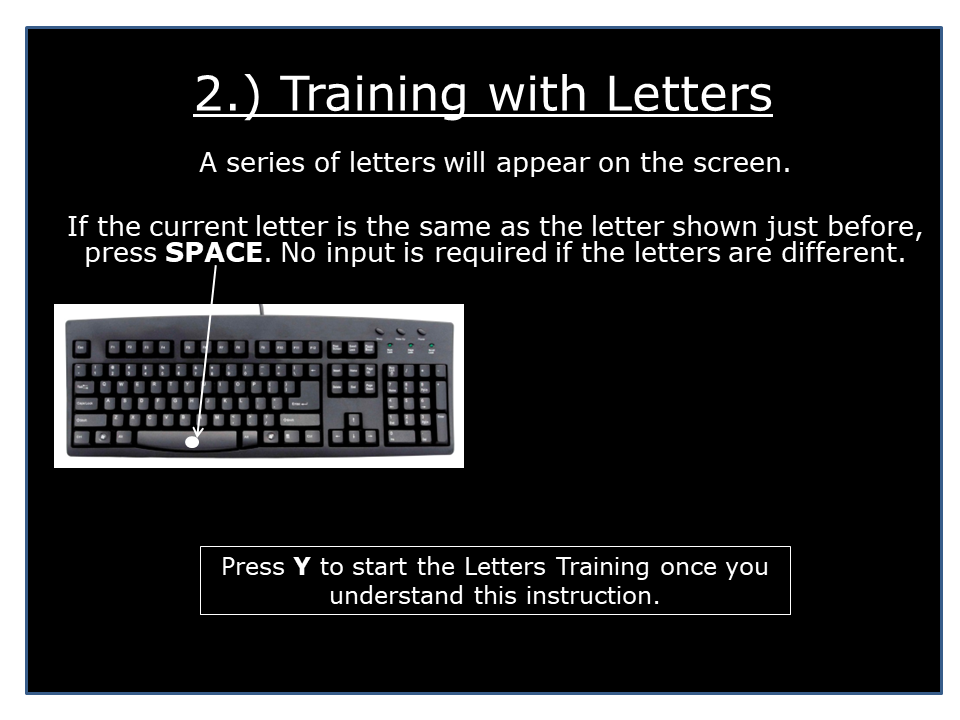 2.) Training with Letters
A series of letters will appear on the screen.
If the current letter is the same as the letter shown just before,
press SPACE. No input is required if the letters are different.
Press Y to start the Letters Training once you
understand this instruction.